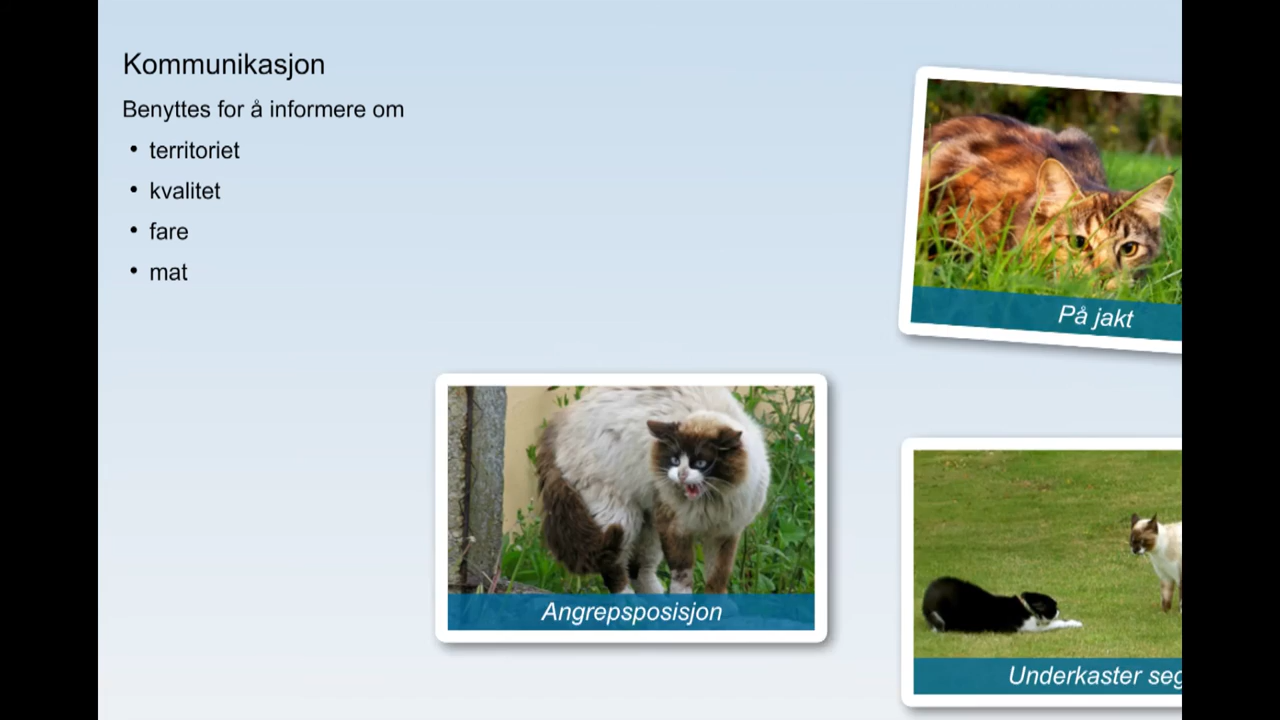 Kommunikasjon
Benyttes for å informere om
• territoriet
• kvalitet
• fare
• mat
På jakt
Angrepsposisjon
Underkaster seg